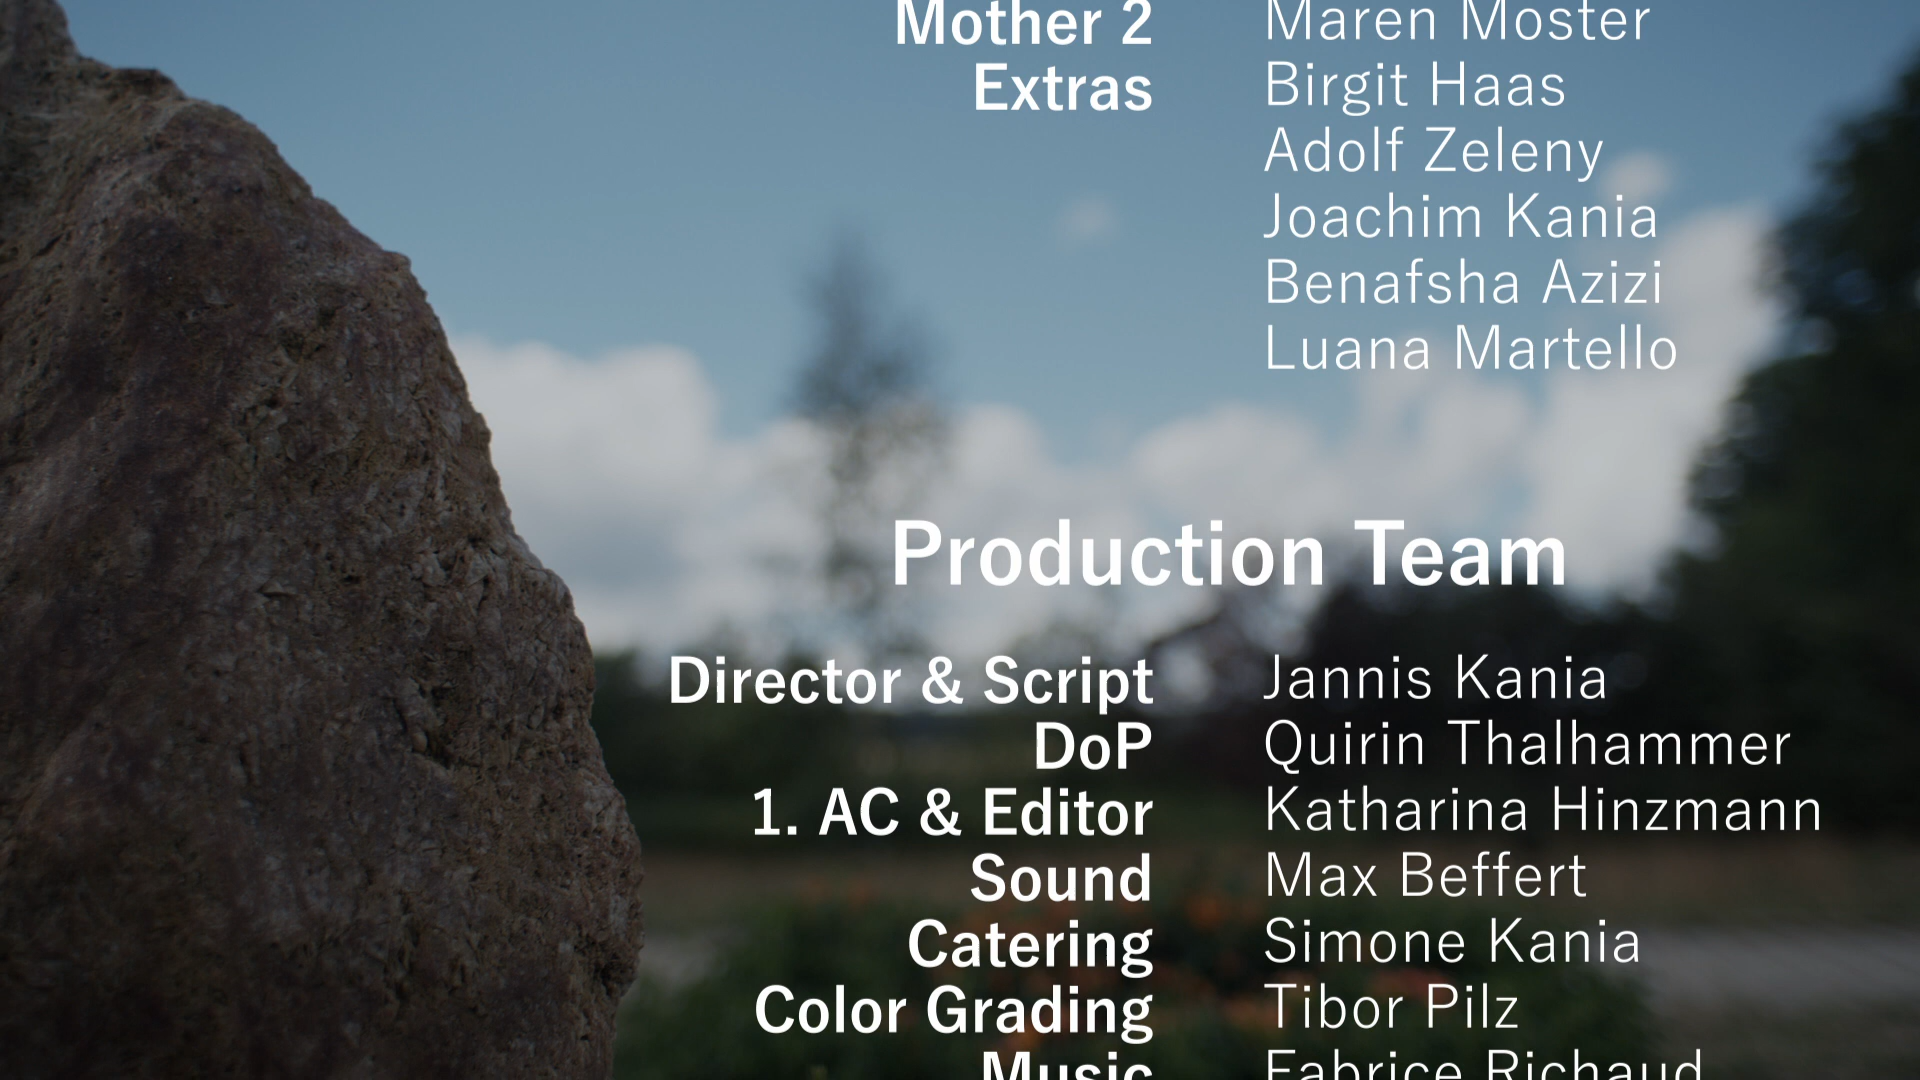 Mother 2 Maren Moster
Extras Birgit Haas
Adolf Zeleny
Joachim Kania
Benafsha Azizi
Luana Martello
Production Team
Director & Script Jannis Kania
DoP Quirin Thalhammer
1. AC & Editor Katharina Hinzmann
Sound Max Beffert
Catering Simone Kania
Color Grading Tibor Pilz
Music Fabrice Richaud